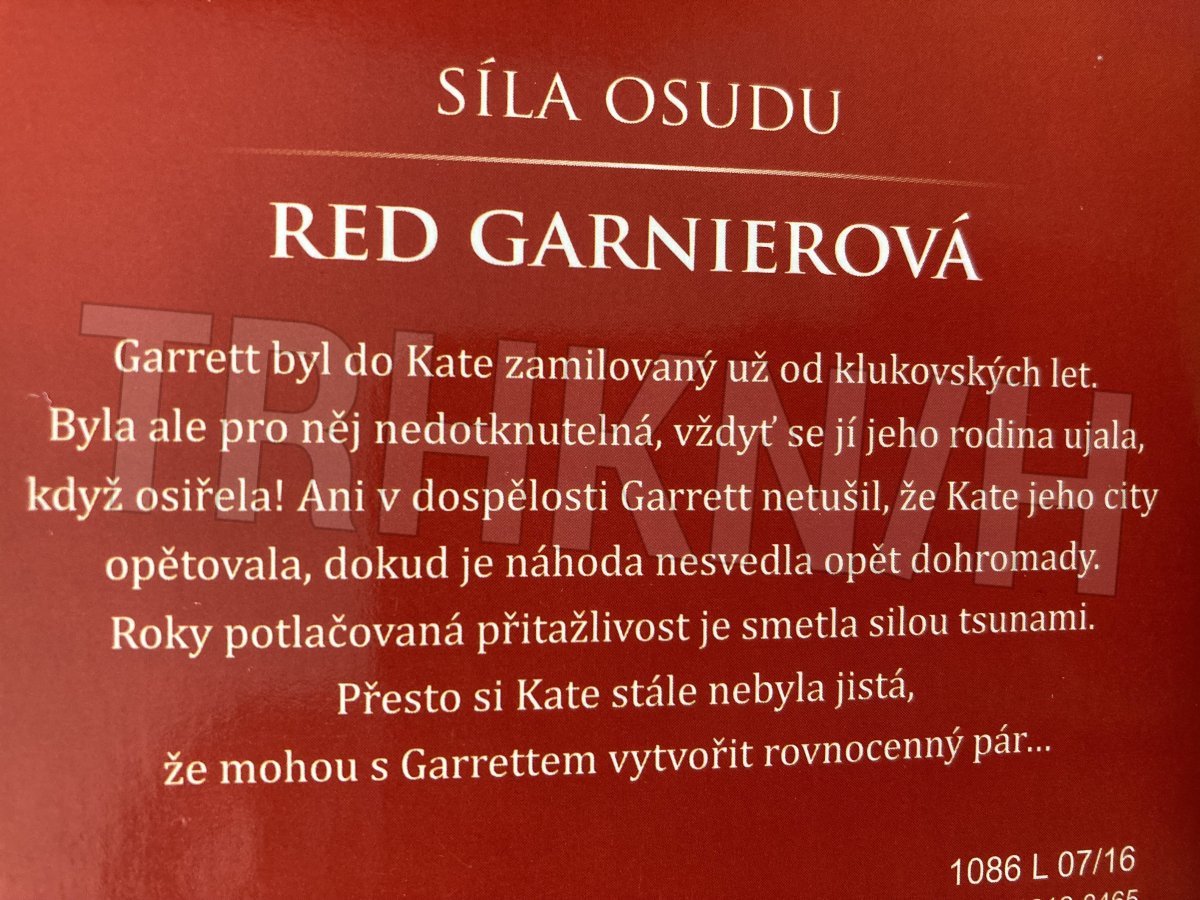 SÍLA OSUDU
RED GARNIEROVÁ
Garrett byl do Kate zamilovaný už od klukovských let.
Byla ale pro něj nedotknutelná, vždyť se jí jeho rodina ujala,
když osiřela! Ani v dospělosti Garrett netušil, že Kate jeho city
opětovala, dokud je náhoda nesvedla opět dohromady.
Roky potlačovaná přitažlivost je smetla silou tsunami.
Přesto si Kate stále nebyla jistá,
že mohou s Garrettem vytvořit rovnocenný pár...
1086 L 07/16
TRHKNIH